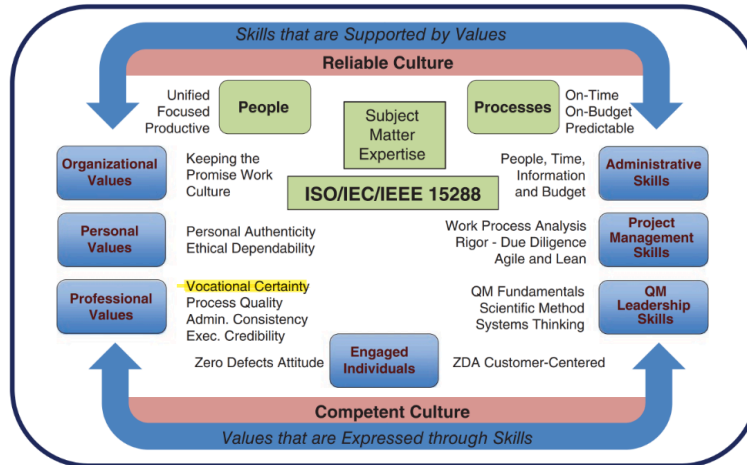 Skills that are Supported by Values
Reliable Culture
Unified
Focused
Productive
People
Subject
Matter
Expertise
Processes
On-Time
On-Budget
Predictable
Organizational
Values
Keeping the
Promise Work
Culture
People, Time,
Information
and Budget
Administrative
Skills
ISO/IEC/IEEE 15288
Personal
Values
Personal Authenticity
Ethical Dependability
Work Process Analysis
Rigor - Due Diligence
Agile and Lean
Project
Management
Skills
Professional
Values
Vocational Certainty
Process Quality
Admin. Consistency
Exec. Credibility
QM Fundamentals
Scientific Method
Systems Thinking
QM
Leadership
Skills
Zero Defects Attitude
Engaged
Individuals
ZDA Customer-Centered
Competent Culture
Values that are Expressed through Skills